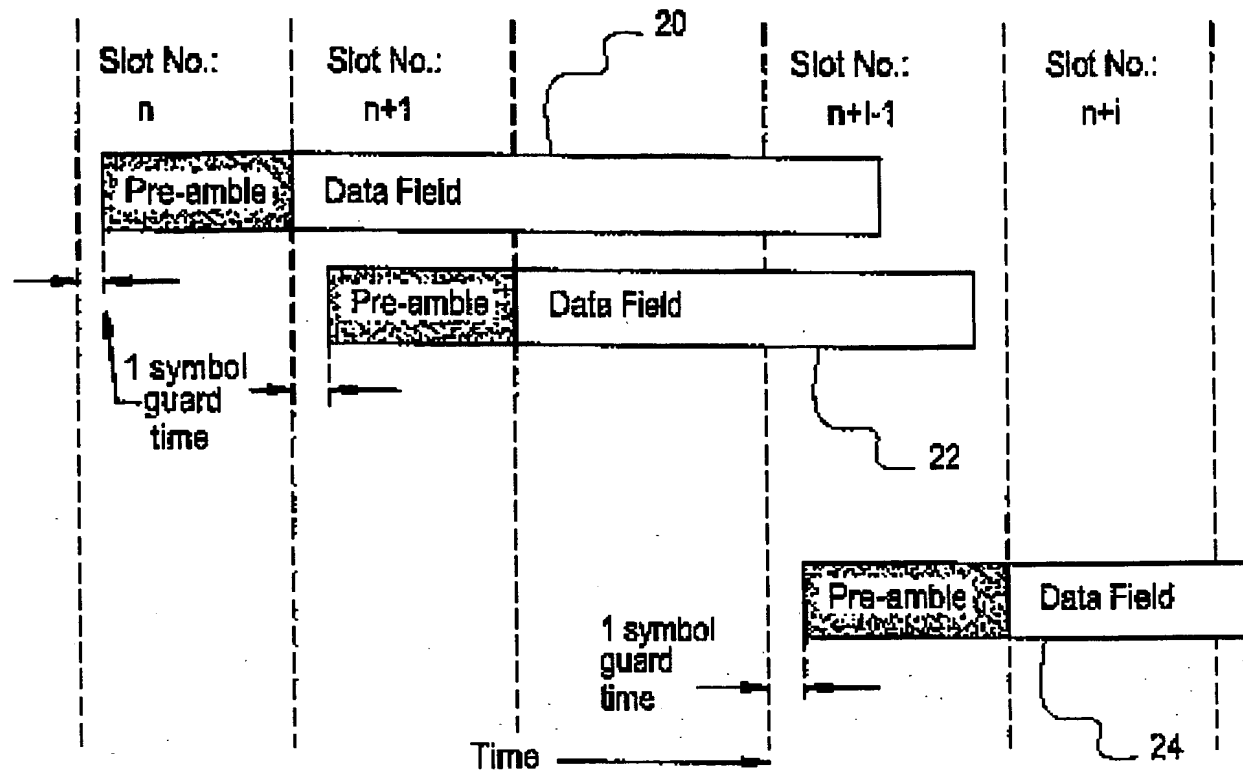 20
Slot No.:
n
Slot No.:
n+1
Slot No.:
n+i-1
Slot No.:
n+i
Pre-amble
Data Field
Pre-amble
Data Field
1 symbol
guard
time
22
Pre-amble
Data Field
1 symbol
guard
time
24
Time